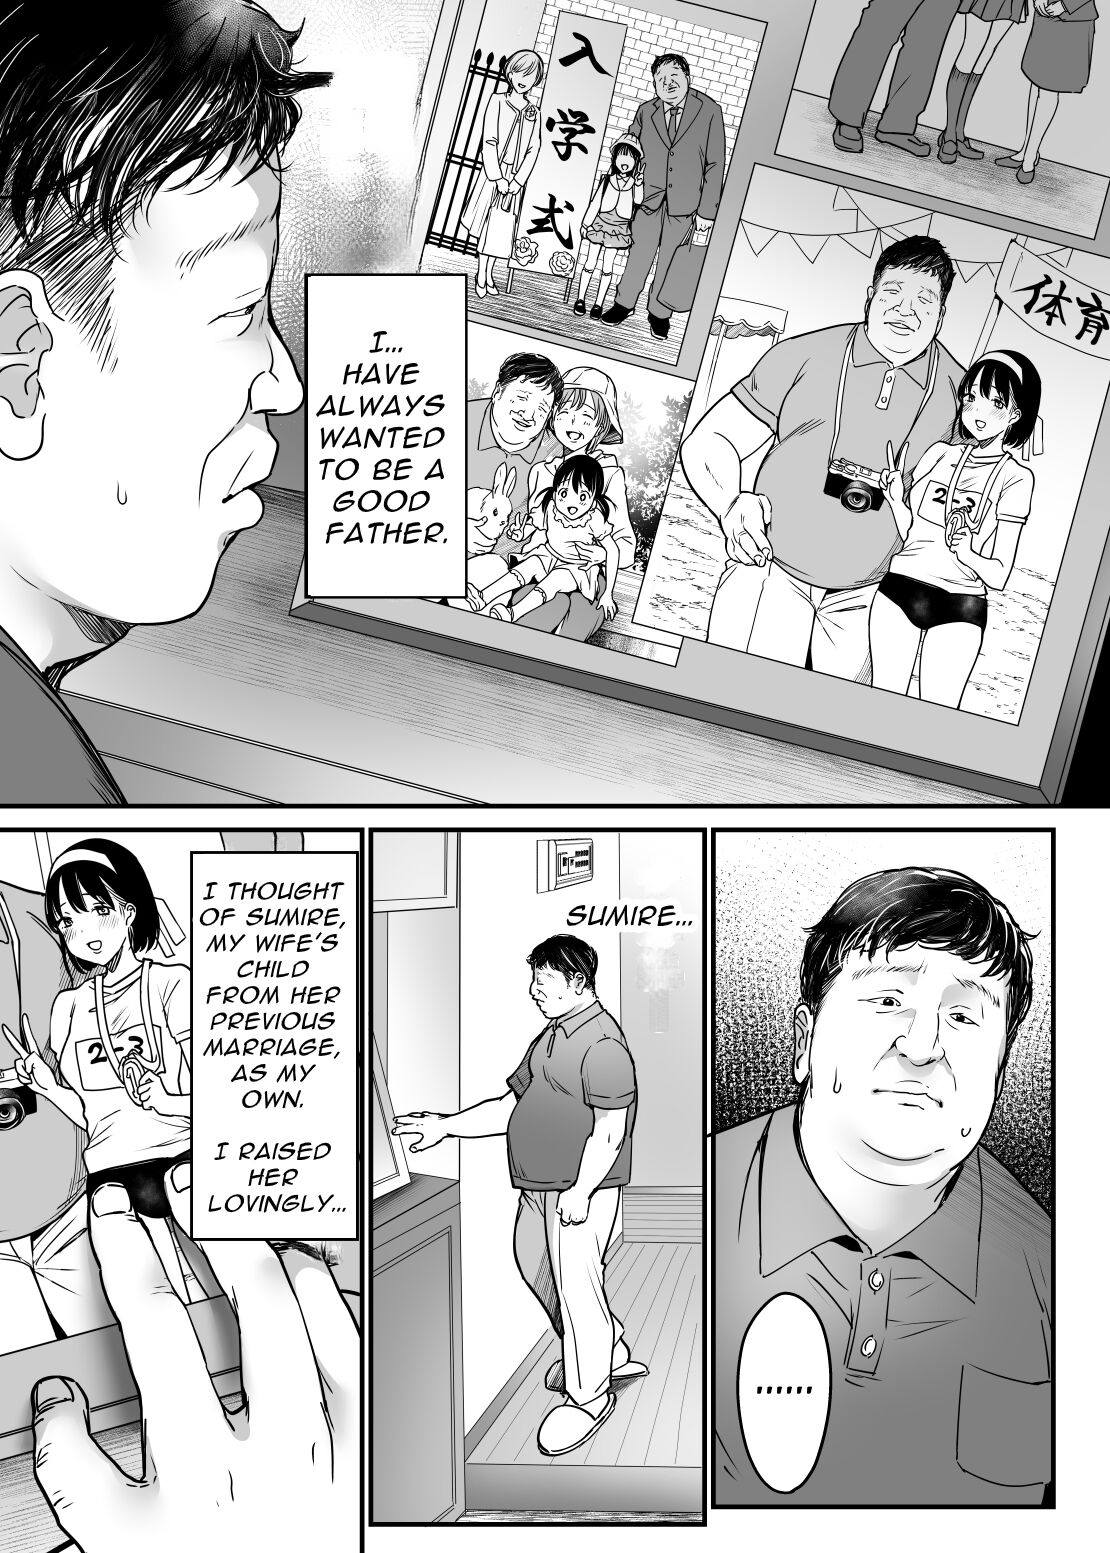 入
学
式
体育
I...
HAVE
ALWAYS
WANTED
TO BE A
GOOD
FATHER.
2-3
I THOUGHT
OF SUMIRE,
MY WIFE'S
CHILD
FROM HER
PREVIOUS
MARRIAGE,
AS MY
OWN.
I RAISED
HER
LOVINGLY...
2-3
SUMIRE...
......